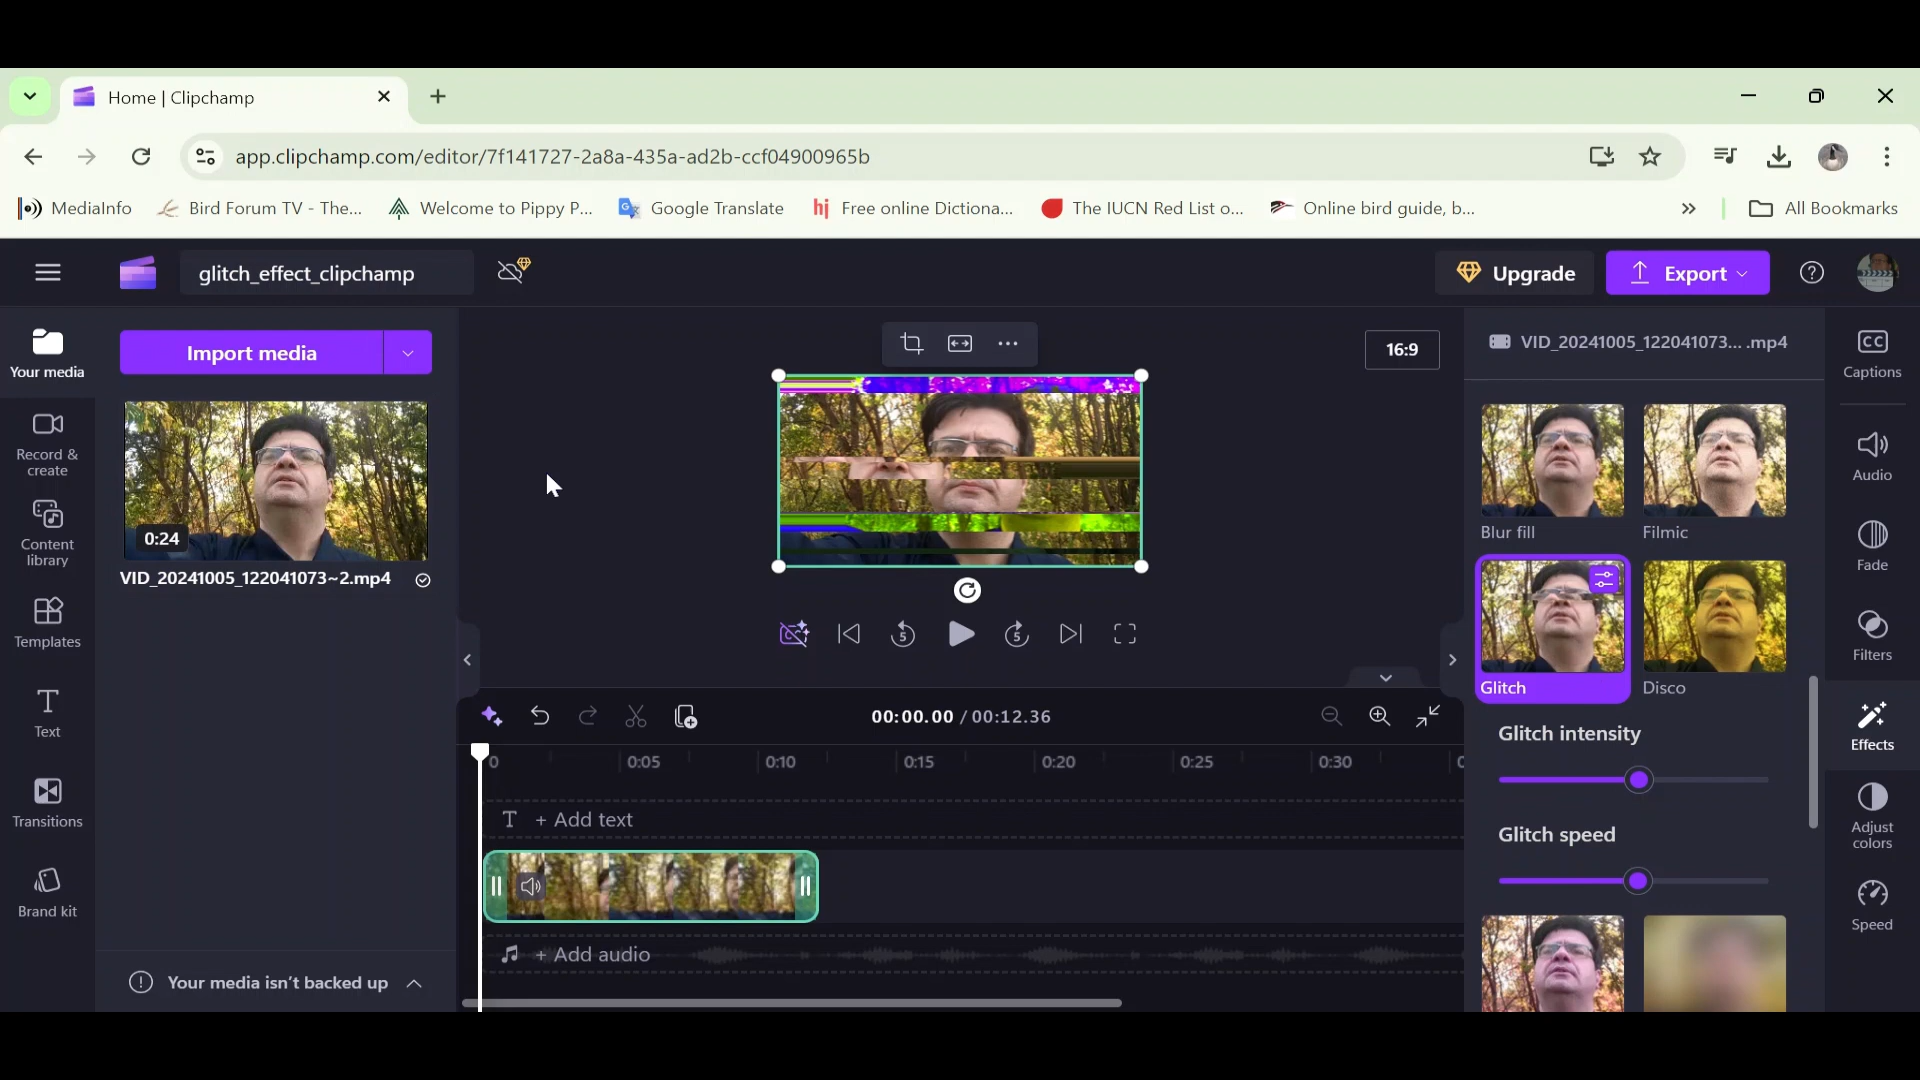 Home | Clipchamp
app.clipchamp.com/editor/7f141727-2a8a-435a-ad2b-ccf04900965b
MediaInfo
Bird Forum TV - The...
Welcome to Pippy P...
Google Translate
hj Free online Dictiona...
The IUCN Red List o...
Online bird guide, b...
All Bookmarks
glitch_effect_clipchamp
Upgrade
Export
Your media
Record &
create
Content
library
Templates
Text
Transitions
Brand kit
Import media
0:24
VID_20241005_122041073~2.mp4
Your media isn't backed up
16:9
5
5
00:00.00 / 00:12.36
0
0:05
0:10
0:15
0:20
0:25
0:30
T + Add text
+ Add audio
VID_20241005_122041073... .mp4
Blur fill
Filmic
Glitch
Disco
Glitch intensity
Glitch speed
CC
Captions
Audio
Fade
Filters
Effects
Adjust
colors
Speed